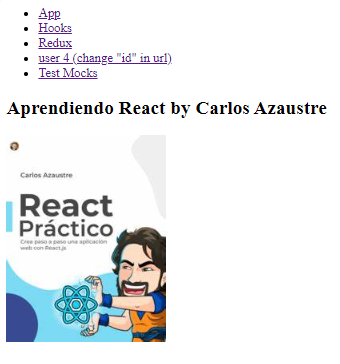 App
Hooks
Redux
user 4 (change "id" in url)
Test Mocks
Aprendiendo React by Carlos Azaustre
Carlos Azaustre
React
Práctico
Crea paso a paso una aplicación
web con React.js